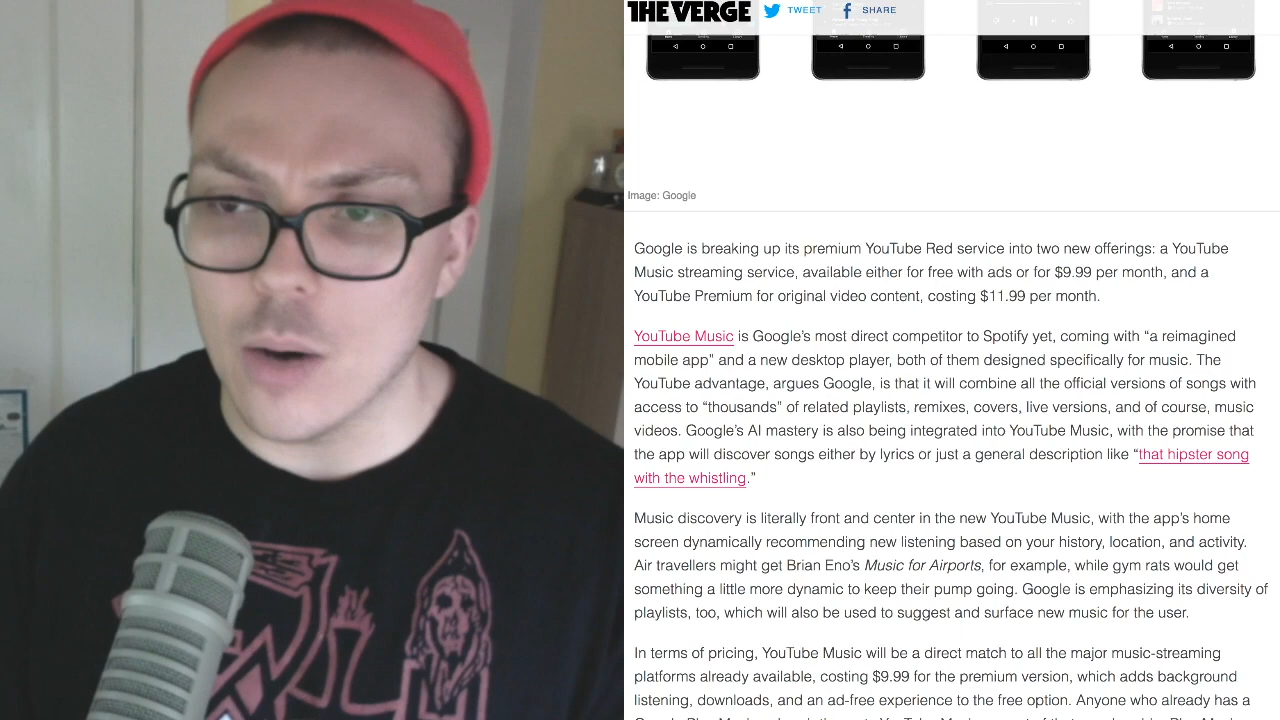 THE VERGE TWEET SHARE
Image: Google
Google is breaking up its premium YouTube Red service into two new offerings: a YouTube
Music streaming service, available either for free with ads or for $9.99 per month, and a
YouTube Premium for original video content, costing $11.99 per month.
YouTube Music is Google’s most direct competitor to Spotify yet, coming with “a reimagined
mobile app” and a new desktop player, both of them designed specifically for music. The
YouTube advantage, argues Google, is that it will combine all the official versions of songs with
access to “thousands” of related playlists, remixes, covers, live versions, and of course, music
videos. Google’s AI mastery is also being integrated into YouTube Music, with the promise that
the app will discover songs either by lyrics or just a general description like “that hipster song
with the whistling.”
Music discovery is literally front and center in the new YouTube Music, with the app’s home
screen dynamically recommending new listening based on your history, location, and activity.
Air travellers might get Brian Eno’s Music for Airports, for example, while gym rats would get
something a little more dynamic to keep their pump going. Google is emphasizing its diversity of
playlists, too, which will also be used to suggest and surface new music for the user.
In terms of pricing, YouTube Music will be a direct match to all the major music-streaming
platforms already available, costing $9.99 for the premium version, which adds background
listening, downloads, and an ad-free experience to the free option. Anyone who already has a